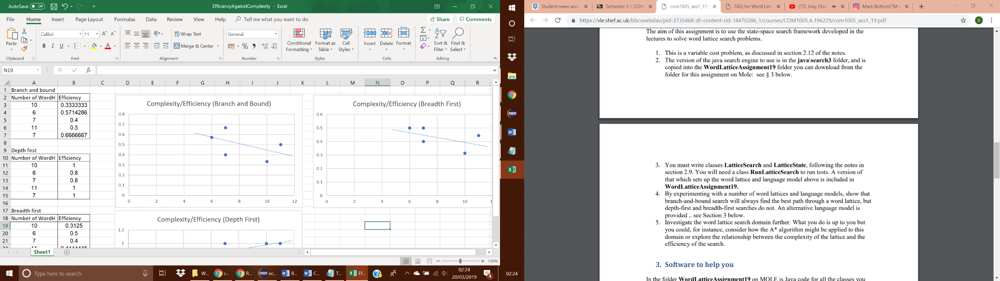 AutoSave Off
EfficiencyAgainstComplexity - Excel
File Home Insert Page Layout Formulas Data Review View Help Tell me what you want to do Share Comments
Calibri 11 Wrap Text General
Paste Conditional Formatting Format as Table Cell Styles Insert Delete Format Sort & Filter Find & Select
B I U A Merge & Center
Clipboard Font Alignment Number Styles Cells Editing
N19 fx
A B C D E F G H I J K L M N O P Q R
1 Branch and bound
2 Number of WordH Efficiency
3 10 0.3333333
4 6 0.5714286
5 7 0.4
6 11 0.5
7 7 0.6666667
8
9 Depth first
10 Number of WordH Efficiency
11 10 1
12 6 0.8
13 7 0.8
14 11 1
15 7 1
16
17 Breadth first
18 Number of WordH Efficiency
19 10 0.3125
20 6 0.5
21 7 0.4
Complexity/Efficiency (Branch and Bound)
0.8
0.7
0.6
0.5
0.4
0.3
0.2
0.1
0
0 2 4 6 8 10 12
Complexity/Efficiency (Breadth First)
0.6
0.5
0.4
0.3
0.2
0.1
0
0 2 4 6 8 10
Complexity/Efficiency (Depth First)
1.2
1
Sheet1
100%
Type here to search
W... c... R... ec... B... C... T... Ef...
02:24
20/03/2019
4
02:24
Student news and
Semester 2 – COM
com1005_ass1_19.
FAQ for Word Latti
(75) Joey Diaz
Mark Bottom("Mor
https://vle.shef.ac.uk/bbcswebdav/pid-3735468-dt-content-rid-18470286_1/courses/COM1005.A.196229/com1005_ass1_19.pdf
D
The aim of this assignment is to use the state-space search framework developed in the
lectures to solve word lattice search problems.
1. This is a variable cost problem, as discussed in section 2.12 of the notes.
2. The version of the java search engine to use is in the java\search3 folder, and is
copied into the WordLatticeAssignment19 folder you can download from the
folder for this assignment on Mole: see § 3 below.
3. You must write classes LatticeSearch and LatticeState, following the notes in
section 2.9. You will need a class RunLatticeSearch to run tests. A version of
that which sets up the word lattice and language model above is included in
WordLatticeAssignment19.
4. By experimenting with a number of word lattices and language models, show that
branch-and-bound search will always find the best path through a word lattice, but
depth-first and breadth-first searches do not. An alternative language model is
provided .. see Section 3 below.
5. Investigate the word lattice search domain further. What you do is up to you but
you could, for instance, consider how the A* algorithm might be applied to this
domain or explore the relationship between the complexity of the lattice and the
efficiency of the search.
3. Software to help you
In the folder WordLatticeAssignment19 on MOLE is Java code for all the classes you